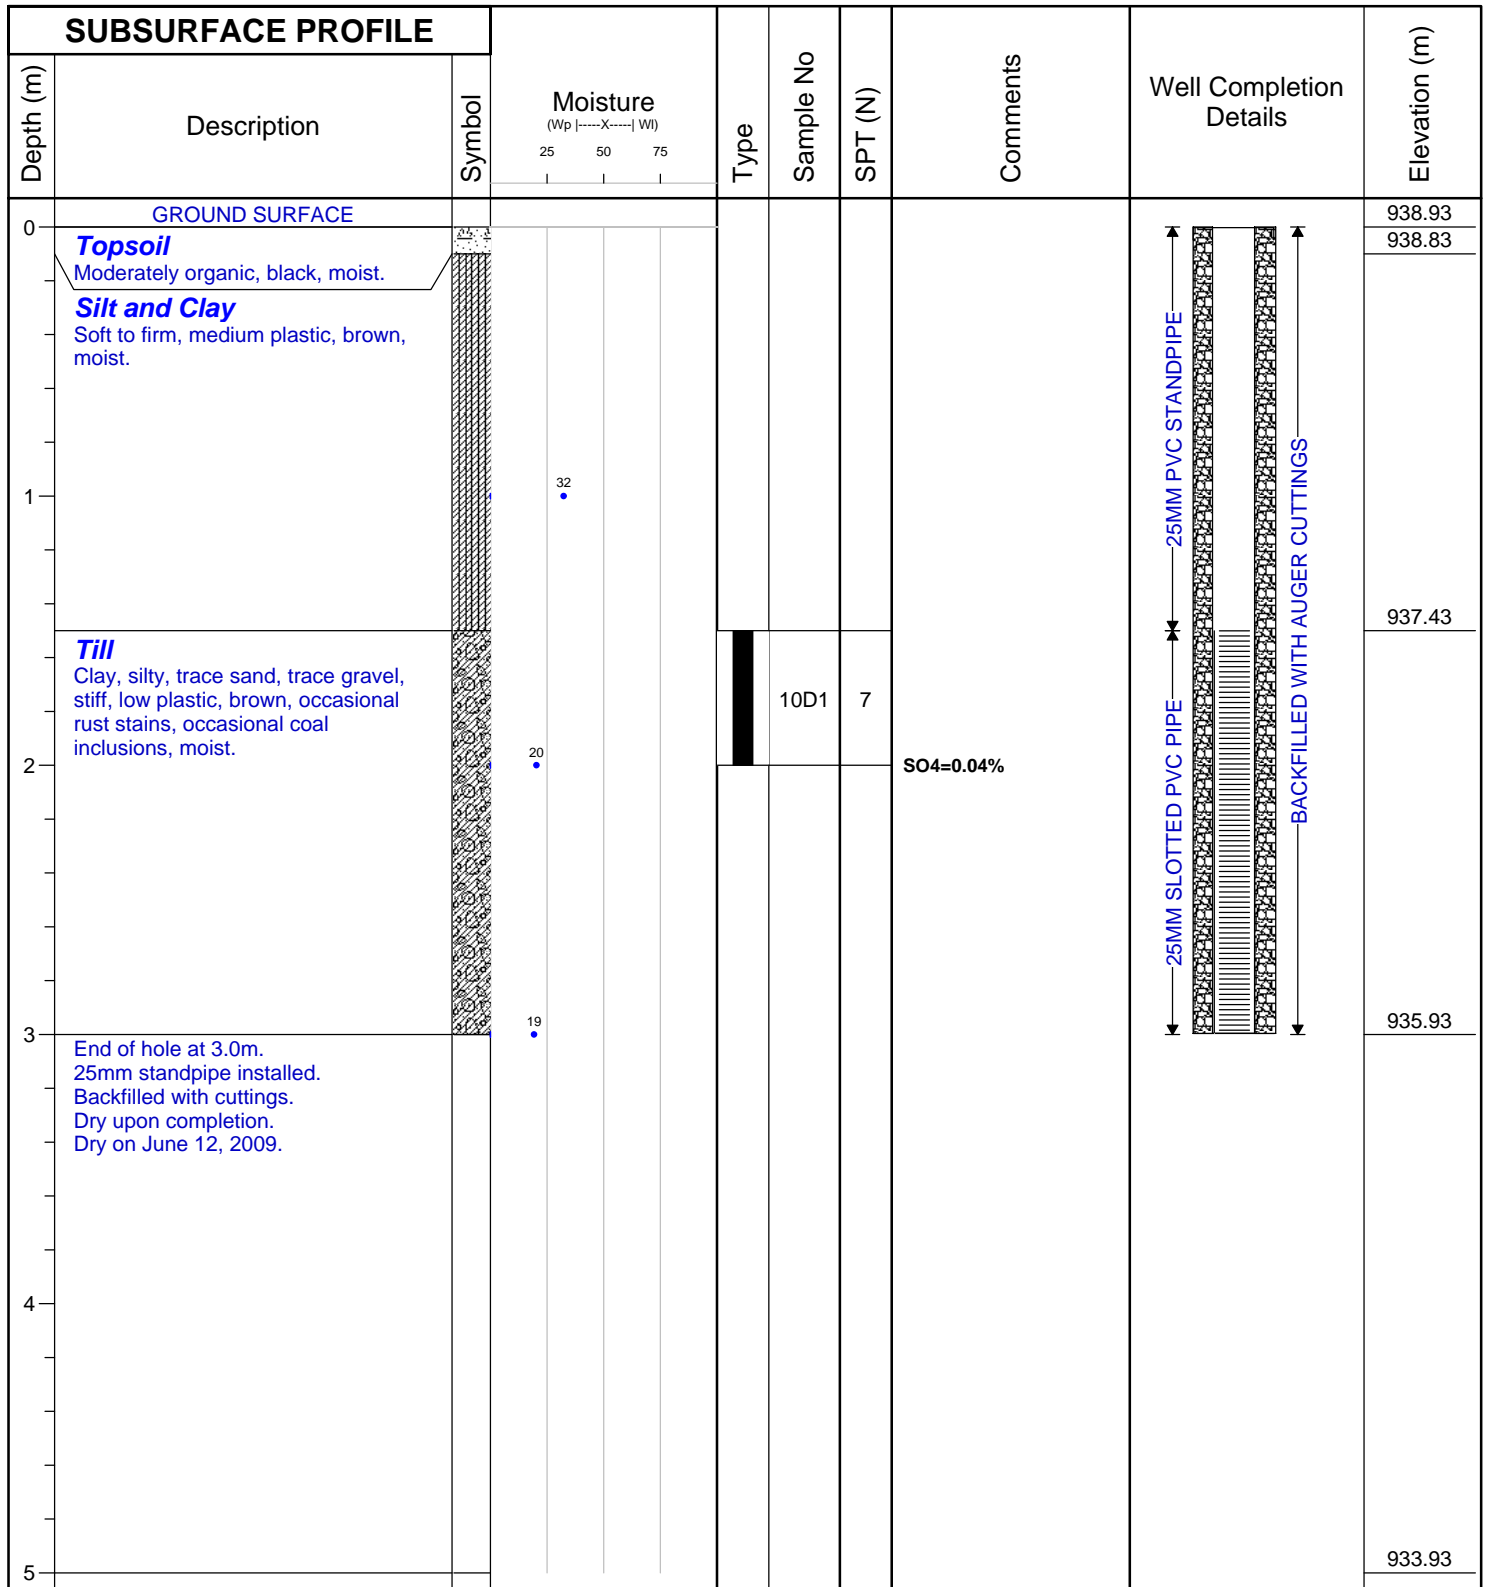 SUBSURFACE PROFILE
Depth (m)
Description
Symbol
Moisture
(Wp |-----X-----| Wl)
25 50 75
Type
Sample No
SPT (N)
Comments
Well Completion
Details
Elevation (m)
GROUND SURFACE
938.93
0
Topsoil
938.83
Moderately organic, black, moist.
Silt and Clay
Soft to firm, medium plastic, brown,
moist.
25MM PVC STANDPIPE
BACKFILLED WITH AUGER CUTTINGS
32
1
937.43
Till
Clay, silty, trace sand, trace gravel,
stiff, low plastic, brown, occasional
rust stains, occasional coal
inclusions, moist.
10D1 7
25MM SLOTTED PVC PIPE
20
2
SO4=0.04%
19
935.93
3
End of hole at 3.0m.
25mm standpipe installed.
Backfilled with cuttings.
Dry upon completion.
Dry on June 12, 2009.
4
933.93
5